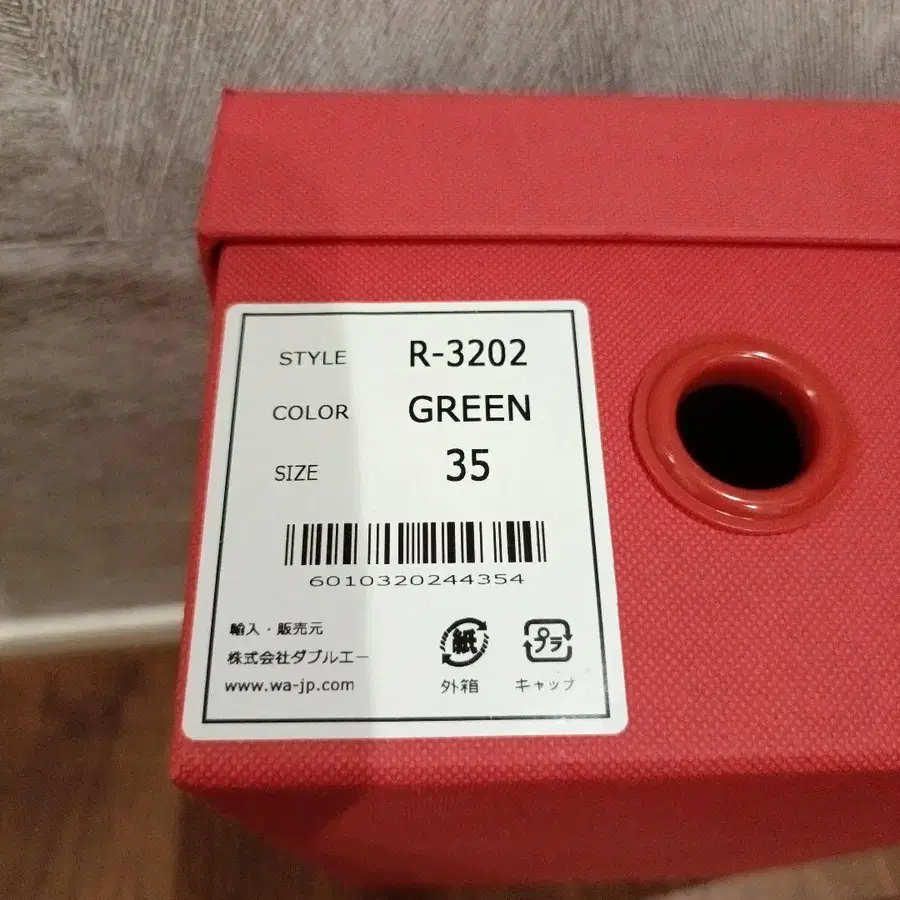 STYLE R-3202
COLOR GREEN
SIZE 35
6010320244354
輸入・販売元
株式会社ダブルエー
www.wa-jp.com
紙
外箱
プラ
キャップ